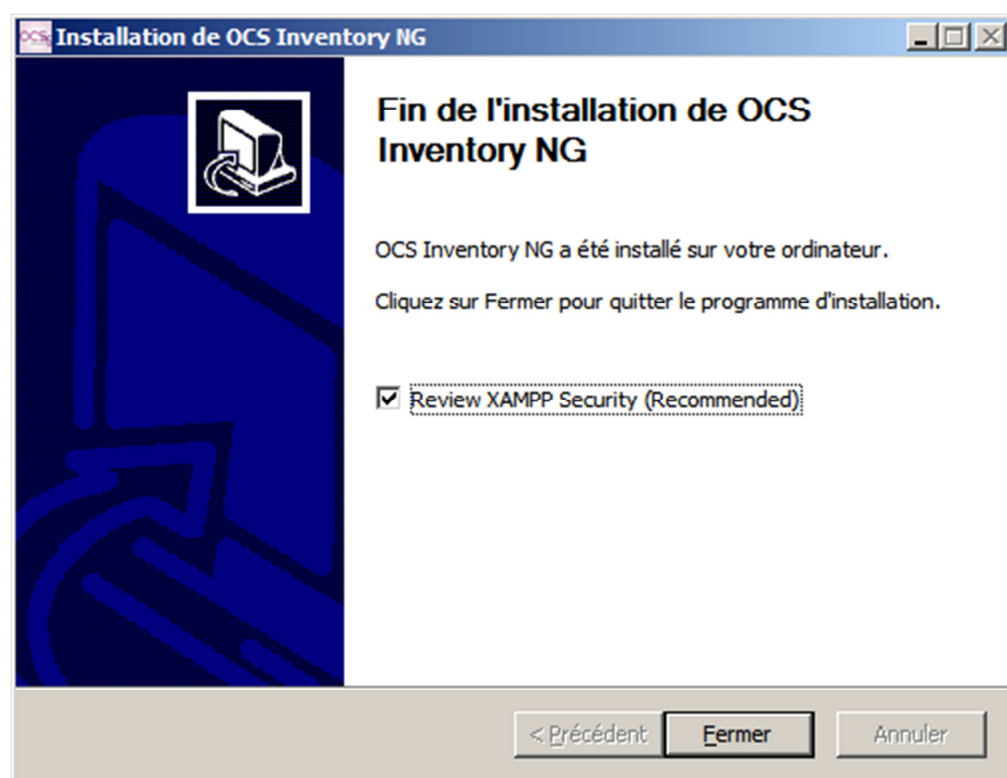 OCS Installation de OCS Inventory NG
Fin de l'installation de OCS
Inventory NG
OCS Inventory NG a été installé sur votre ordinateur.
Cliquez sur Fermer pour quitter le programme d'installation.
Review XAMPP Security (Recommended)
< Précédent Fermer Annuler